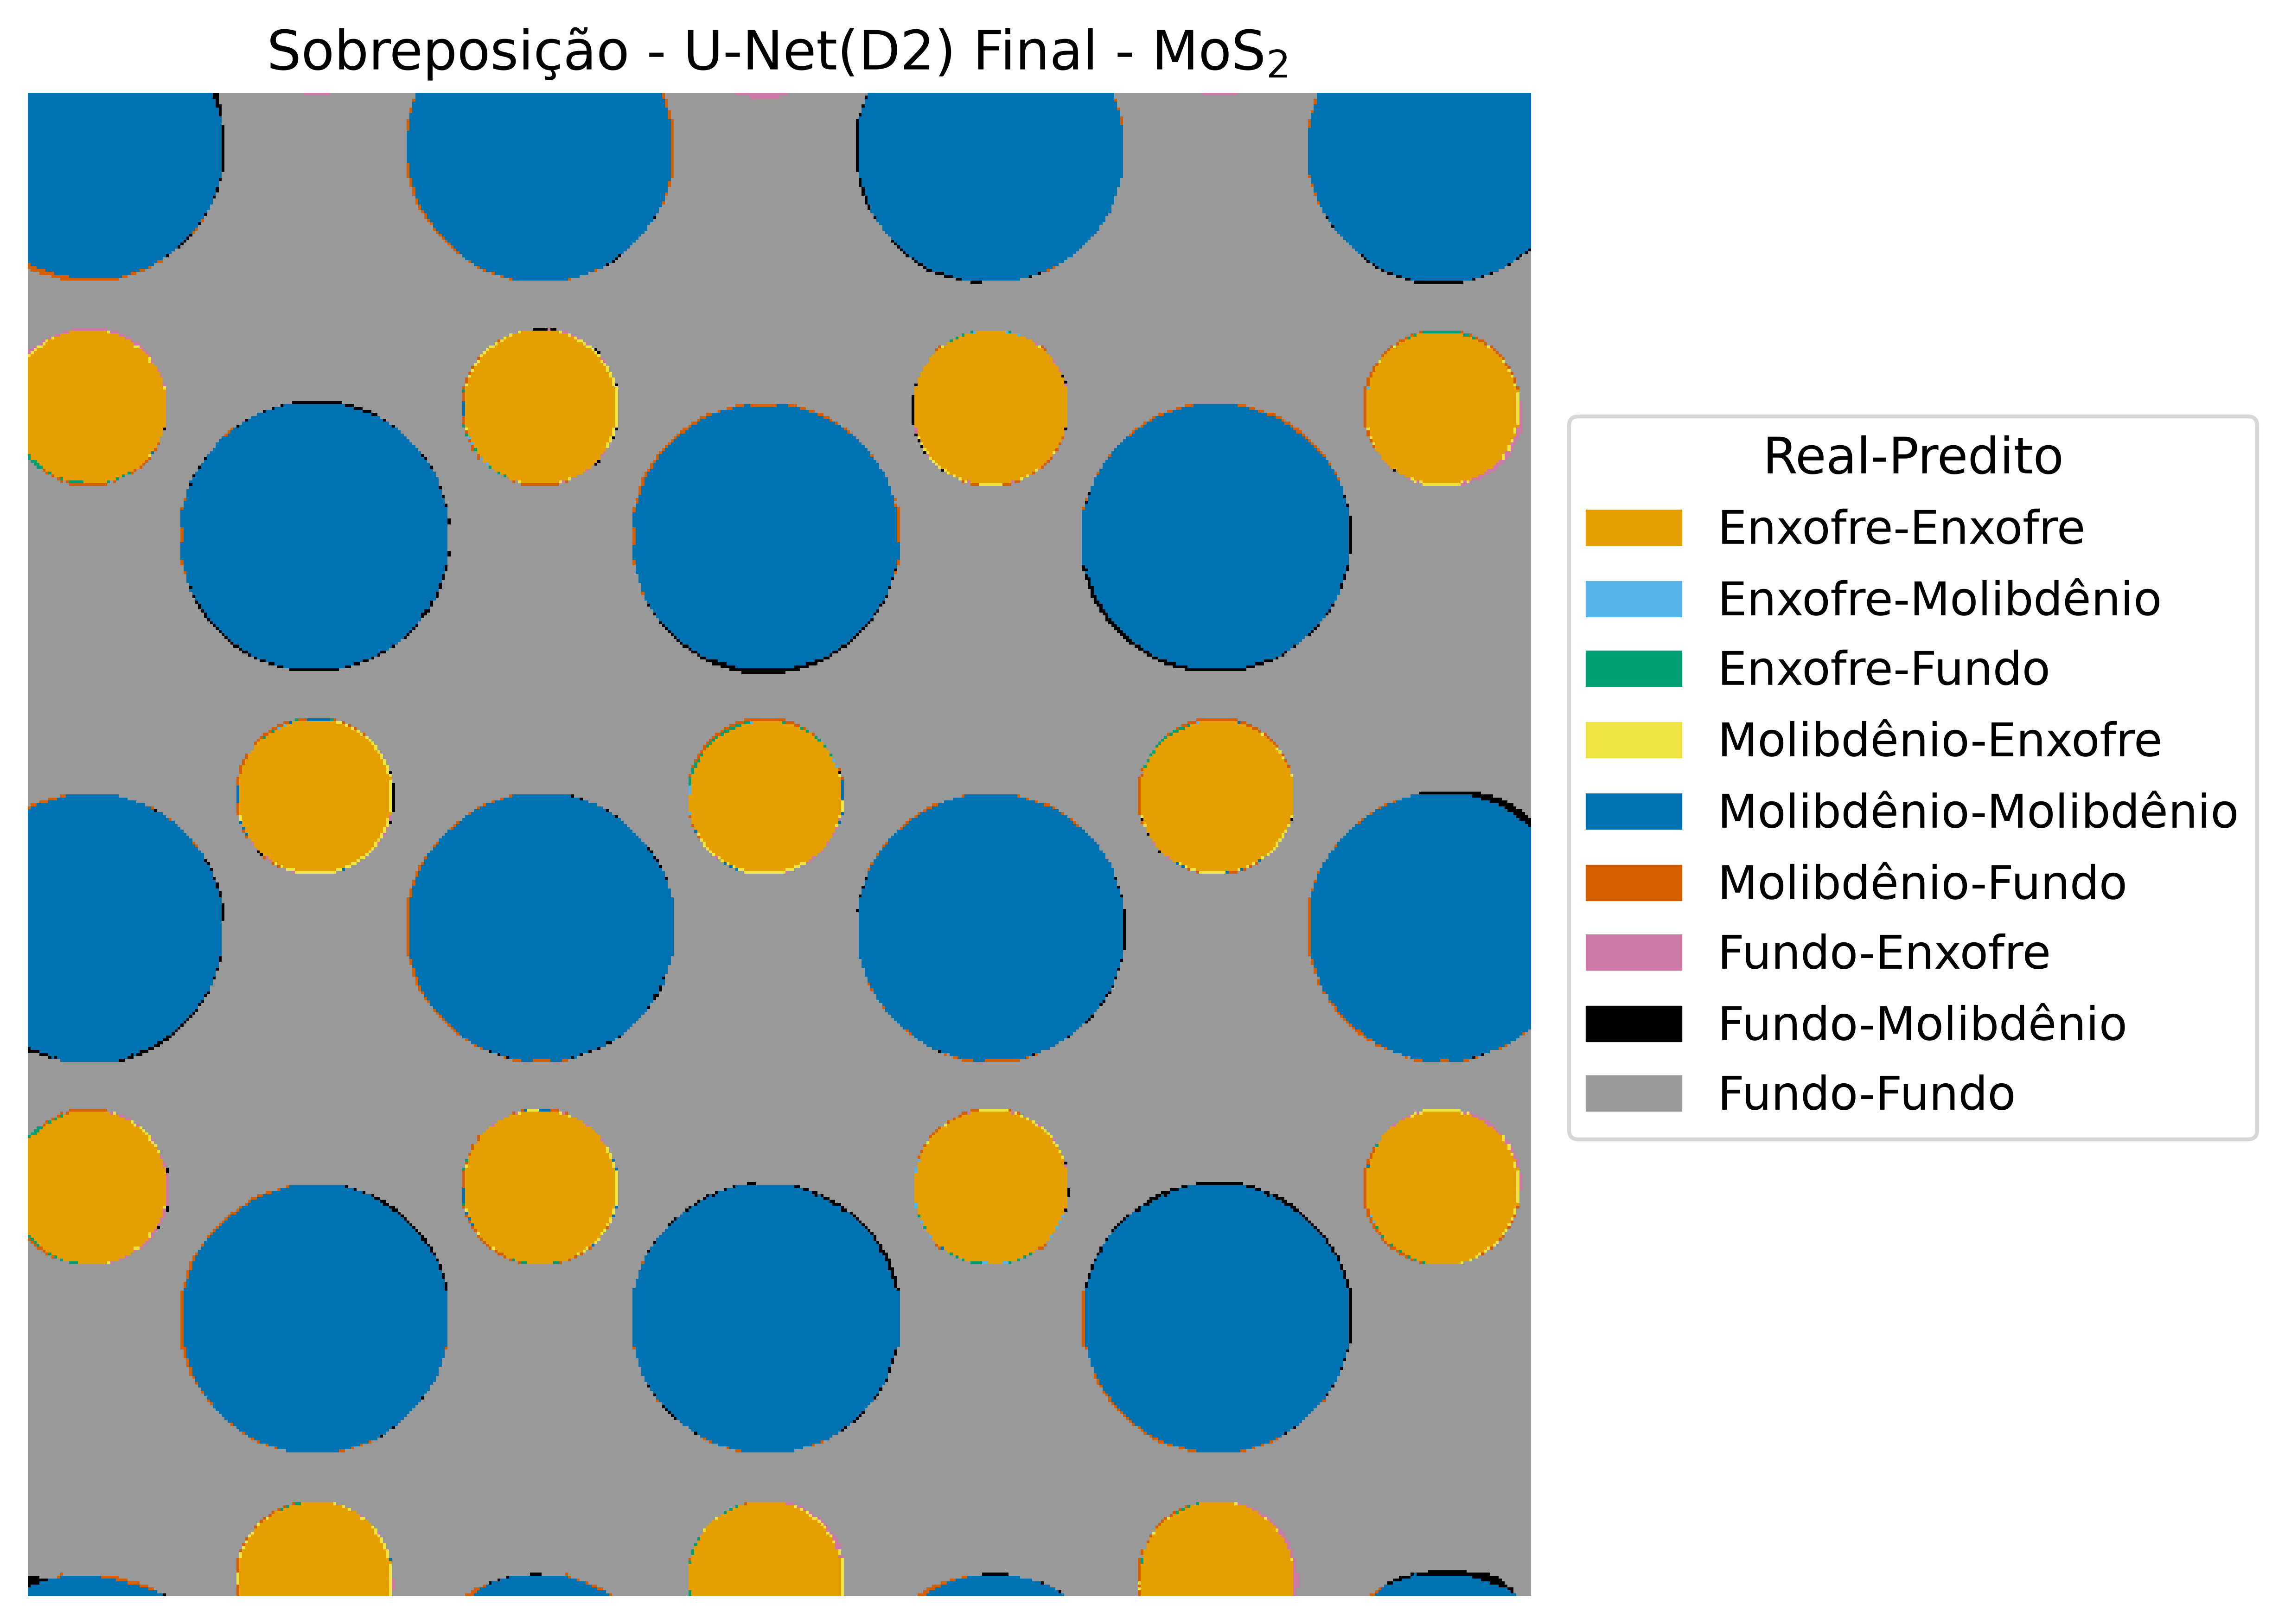 Sobreposição - U-Net(D2) Final - MoS₂
Real-Predito
Enxofre-Enxofre
Enxofre-Molibdênio
Enxofre-Fundo
Molibdênio-Enxofre
Molibdênio-Molibdênio
Molibdênio-Fundo
Fundo-Enxofre
Fundo-Molibdênio
Fundo-Fundo